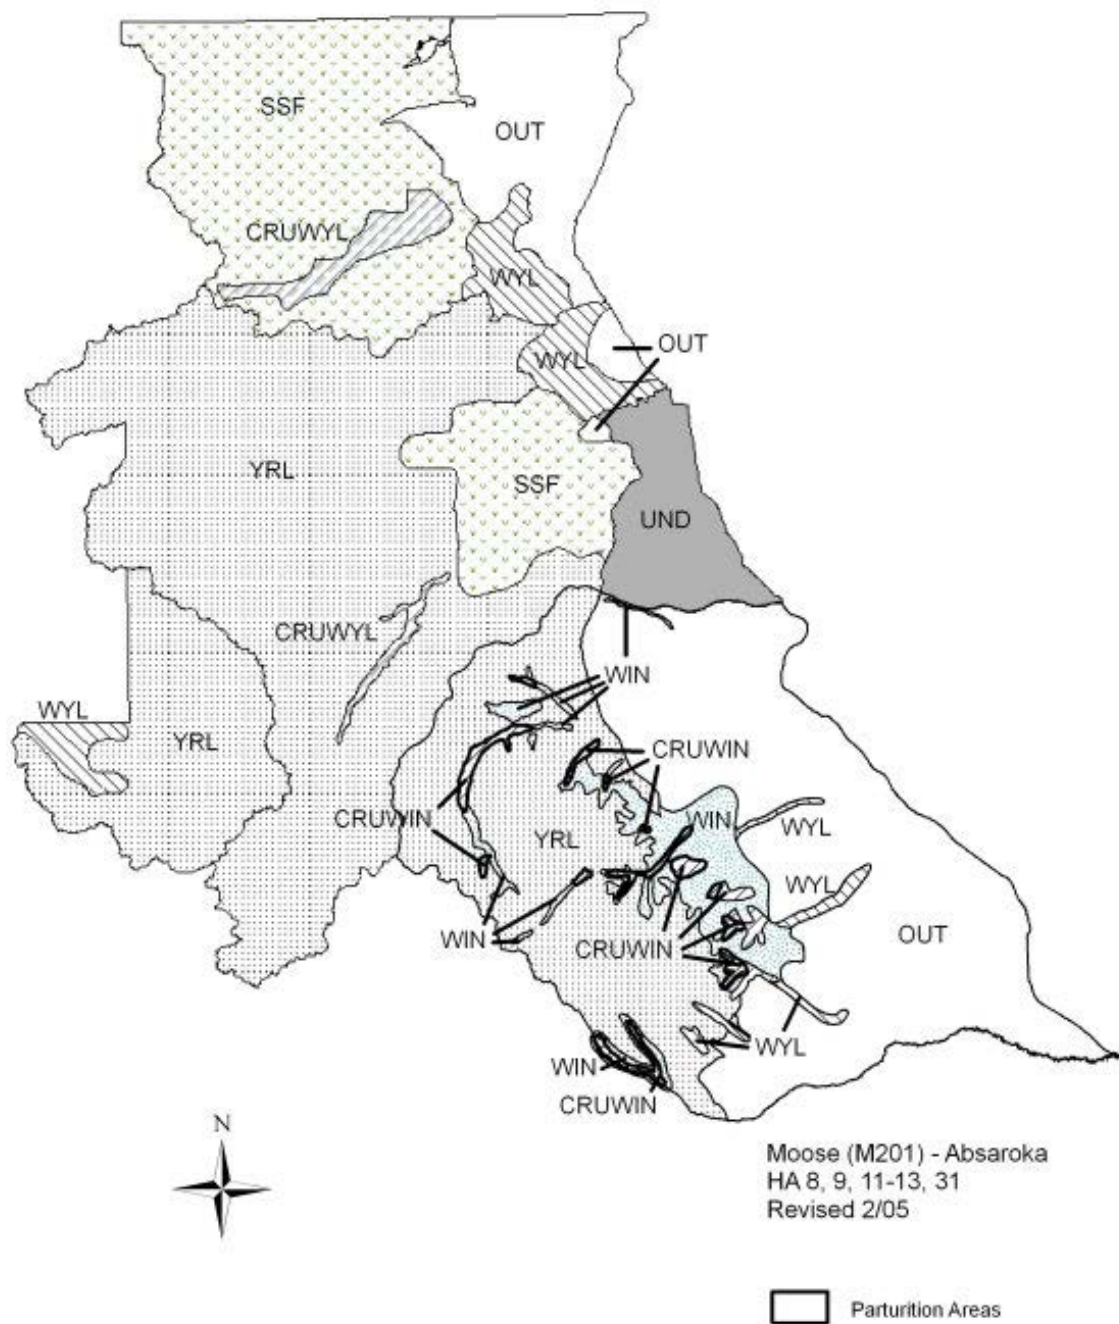 SSF
OUT
CRUWYL
WYL
WYL
OUT
YRL
SSF
UND
CRUWYL
WIN
WYL
YRL
CRUWIN
CRUWIN
YRL
WIN
WYL
WYL
WIN
CRUWIN
OUT
WYL
WIN
CRUWIN
N
Moose (M201) - Absaroka
HA 8, 9, 11-13, 31
Revised 2/05
Parturition Areas